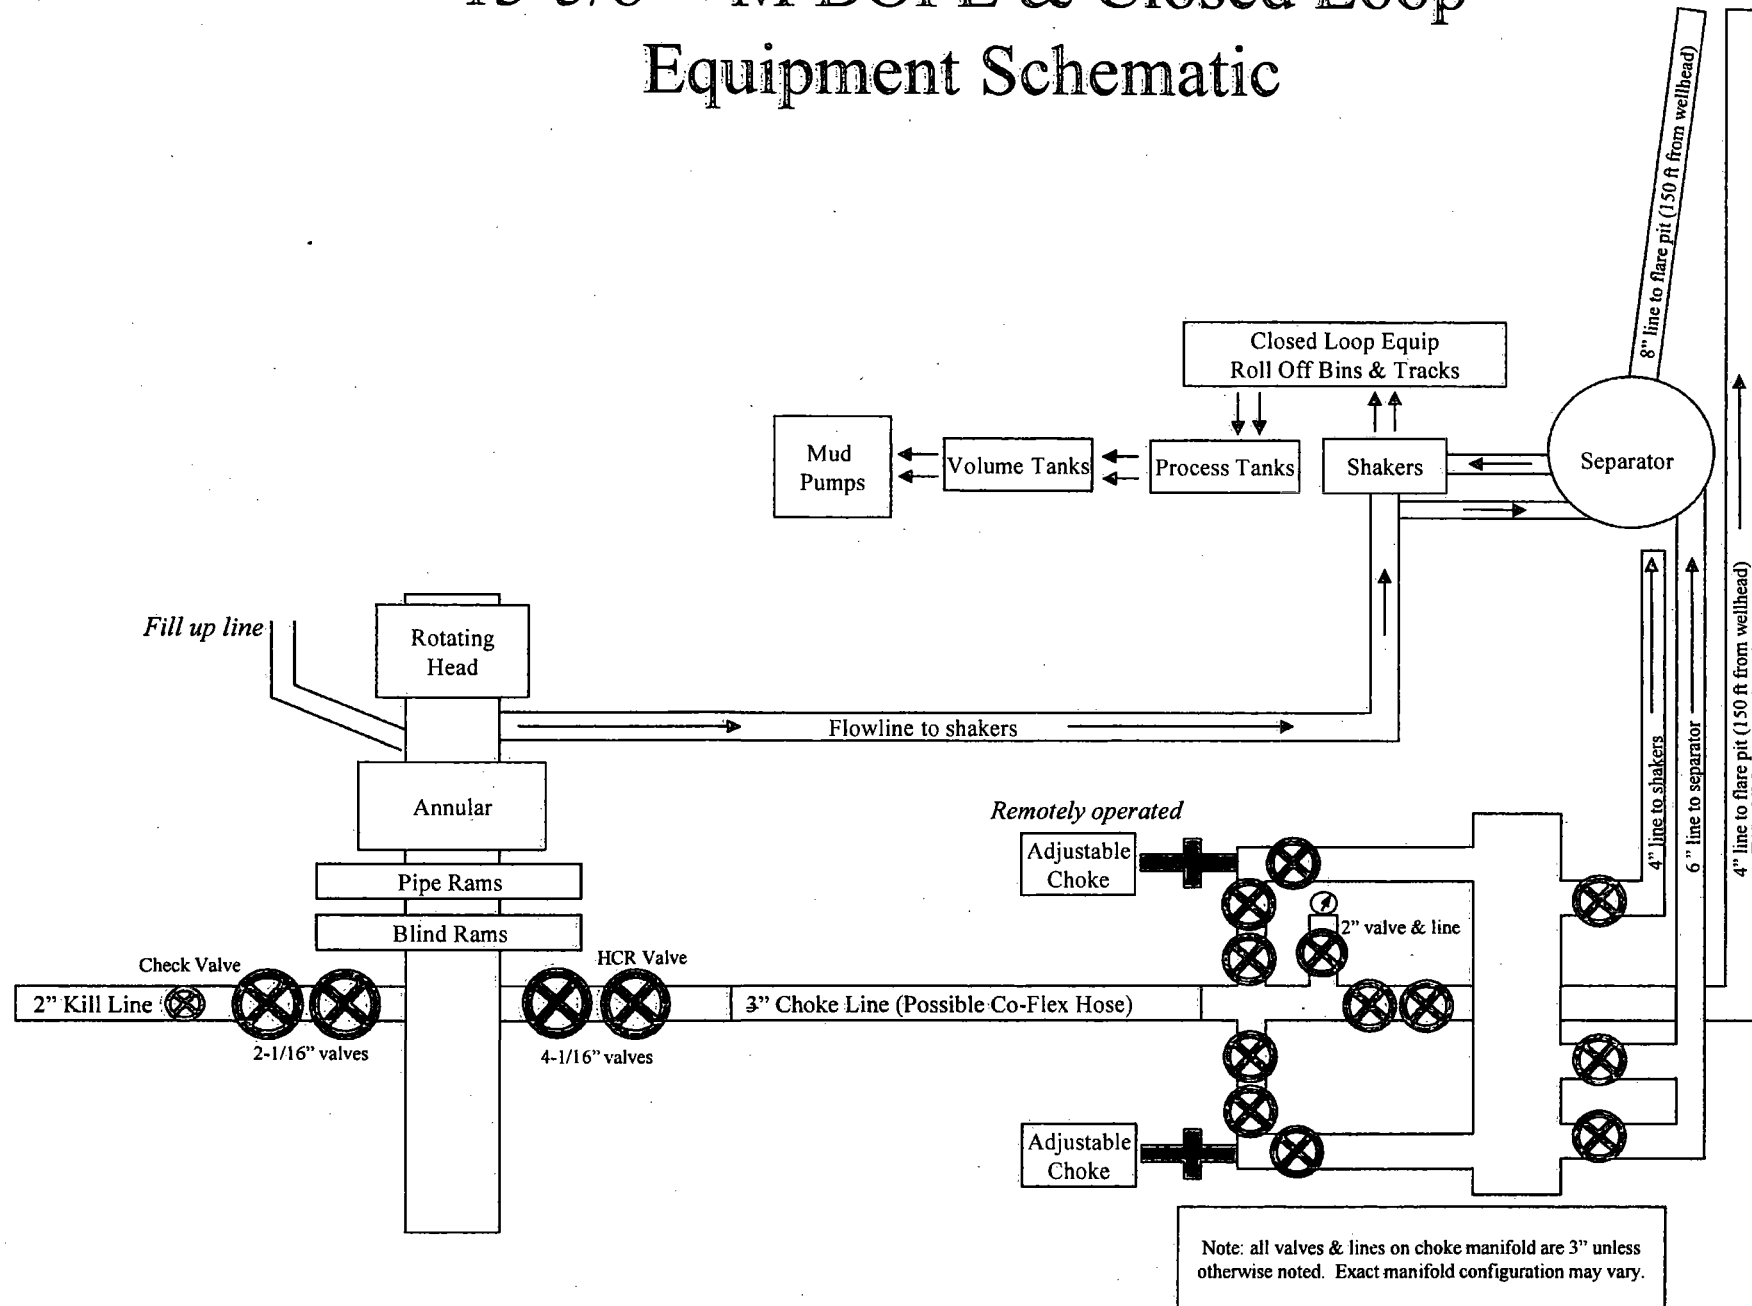 Equipment Schematic
8” line to flare pit (150 ft from wellhead)
Closed Loop Equip
Roll Off Bins & Tracks
Mud
Pumps
Volume Tanks
Process Tanks
Shakers
Separator
Fill up line
Rotating
Head
Flowline to shakers
4” line to shakers
6 ” line to separator
4” line to flare pit (150 ft from wellhead)
Annular
Remotely operated
Adjustable
Choke
Pipe Rams
Blind Rams
2” valve & line
Check Valve
HCR Valve
2” Kill Line
3” Choke Line (Possible Co-Flex Hose)
2-1/16” valves
4-1/16” valves
Adjustable
Choke
Note: all valves & lines on choke manifold are 3” unless
otherwise noted.  Exact manifold configuration may vary.